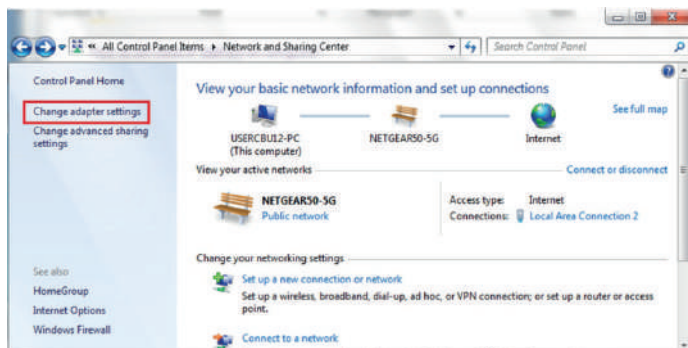 « All Control Panel Items ▸ Network and Sharing Center
Search Control Panel
Control Panel Home
Change adapter settings
Change advanced sharing
settings
See also
HomeGroup
Internet Options
Windows Firewall
View your basic network information and set up connections
See full map
USERCBU12-PC
(This computer)
NETGEAR50-5G
Internet
View your active networks
Connect or disconnect
NETGEAR50-5G
Public network
Access type: Internet
Connections: Local Area Connection 2
Change your networking settings
Set up a new connection or network
Set up a wireless, broadband, dial-up, ad hoc, or VPN connection; or set up a router or access
point.
Connect to a network